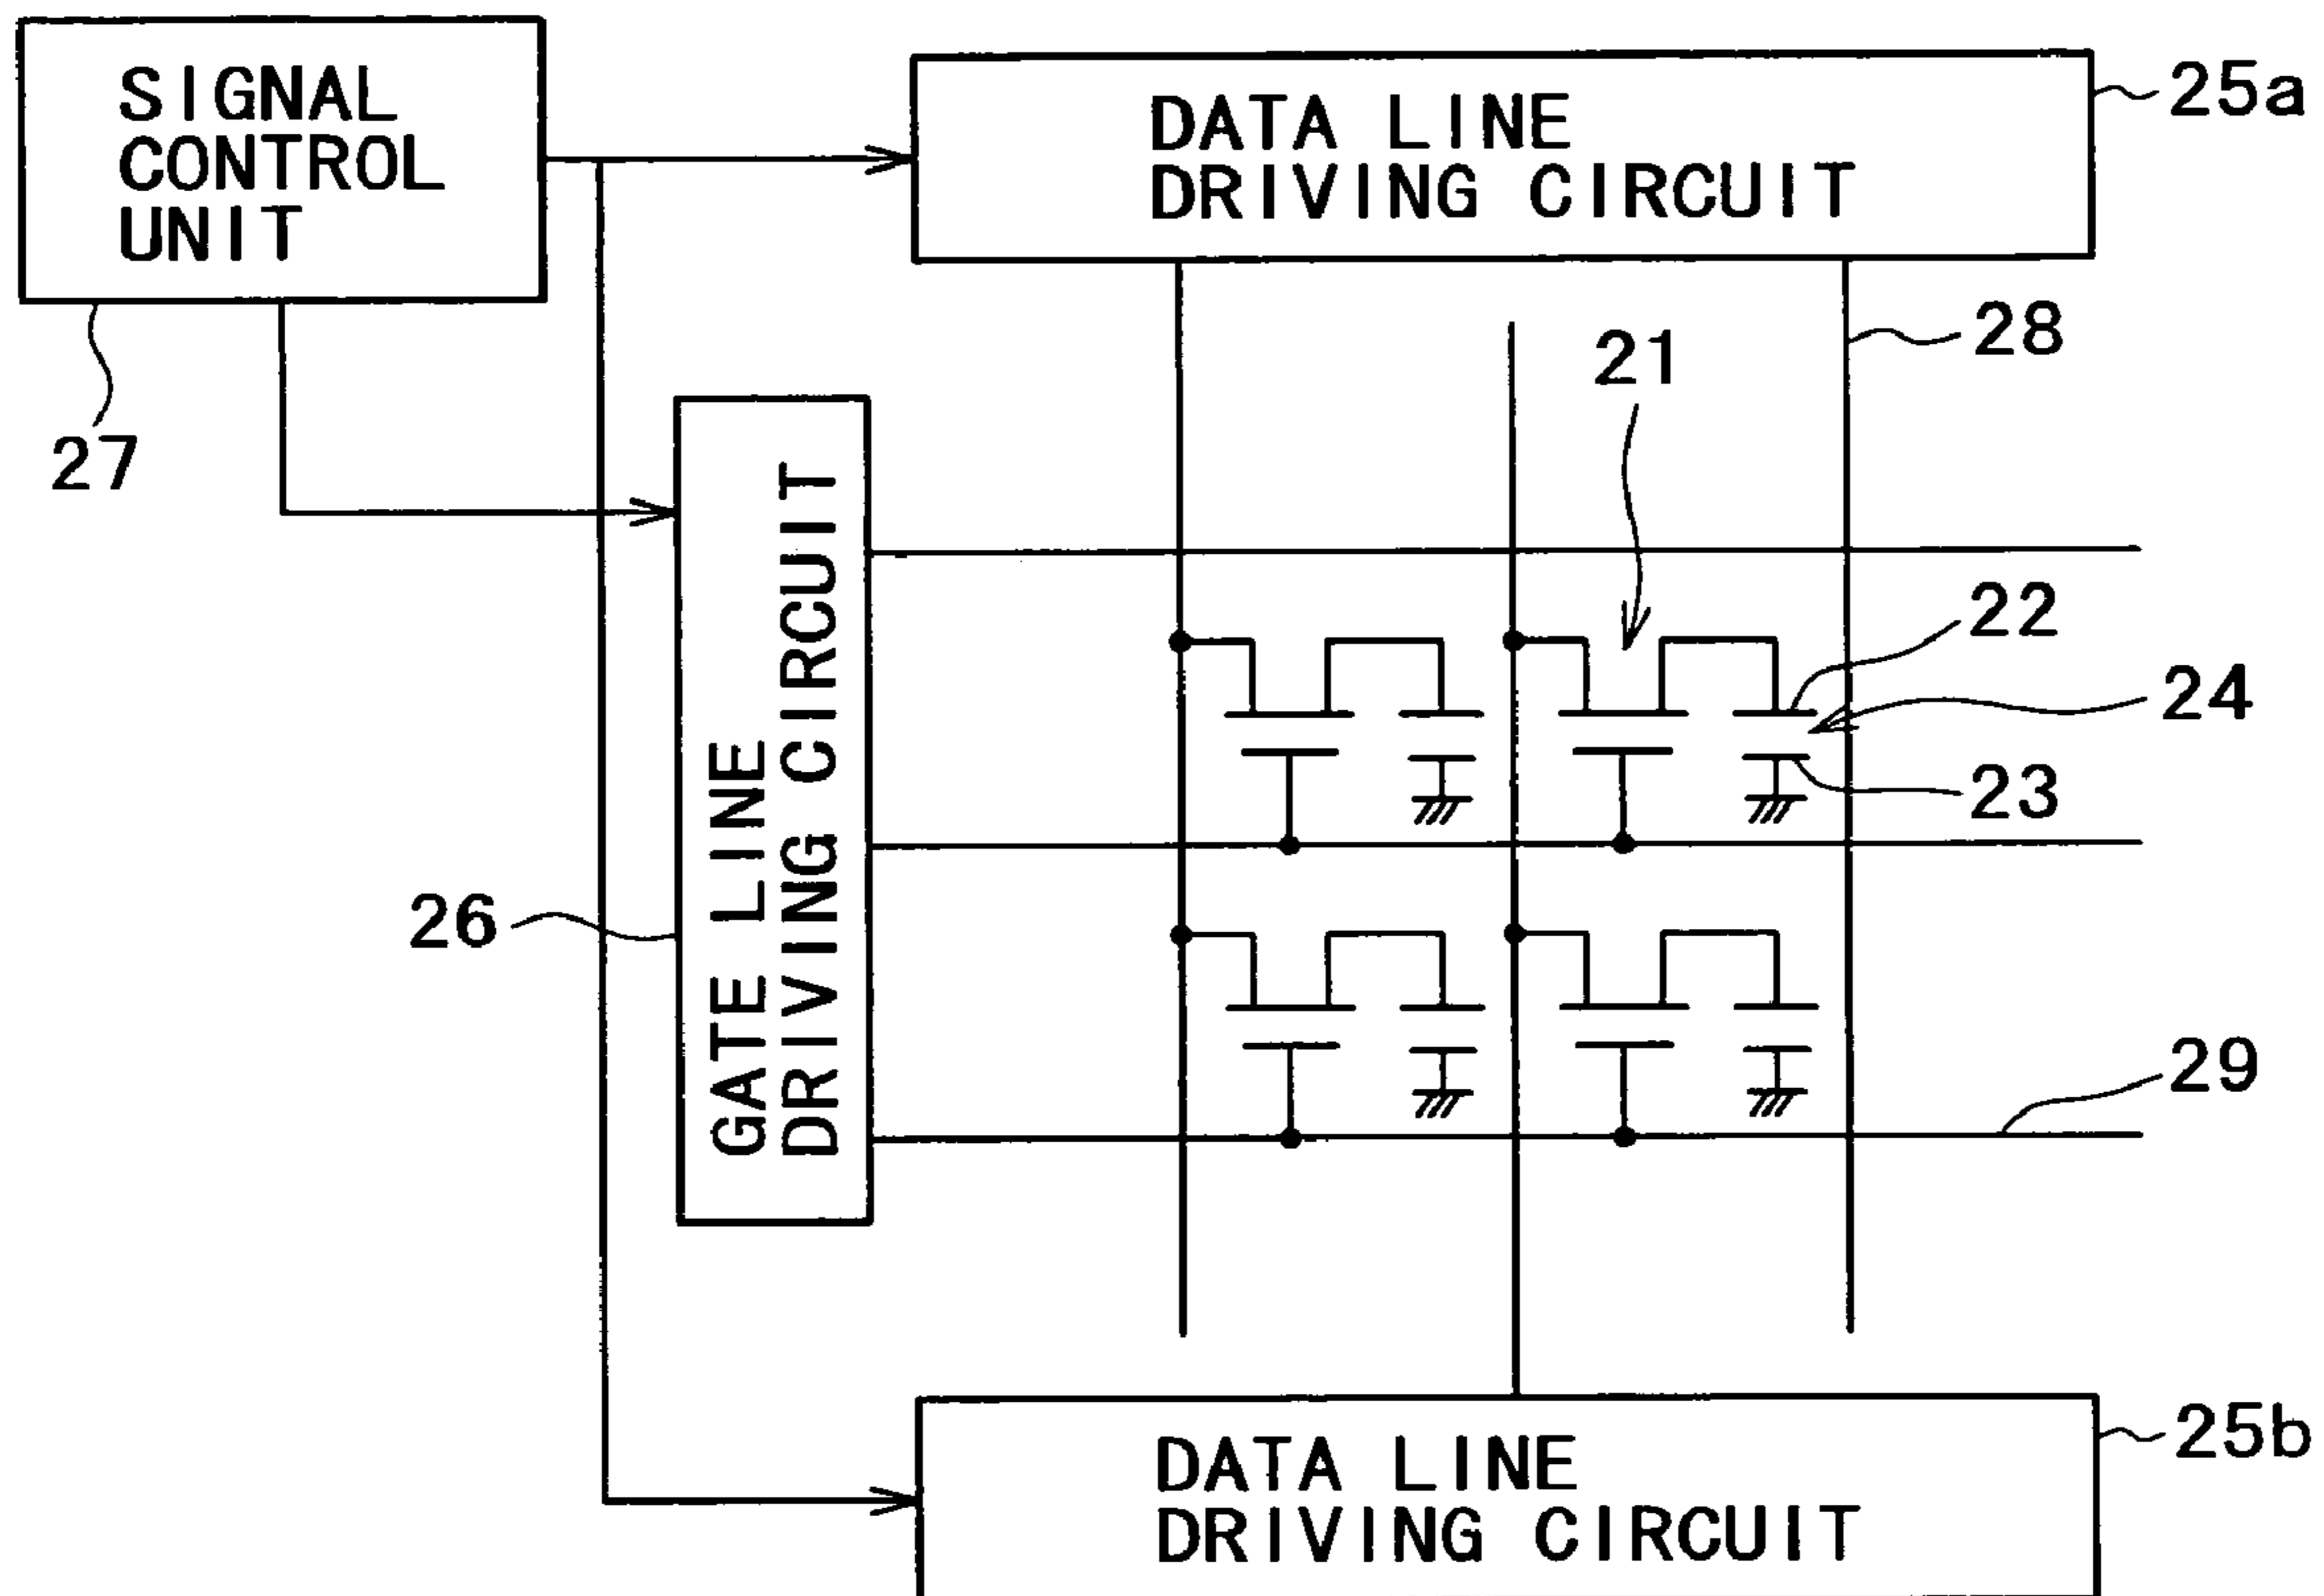 SIGNAL
CONTROL
UNIT
DATA LINE
DRIVING CIRCUIT
25a
28
21
27
GATE LINE
DRIVING CIRCUIT
22
24
23
26
29
25b
DATA LINE
DRIVING CIRCUIT